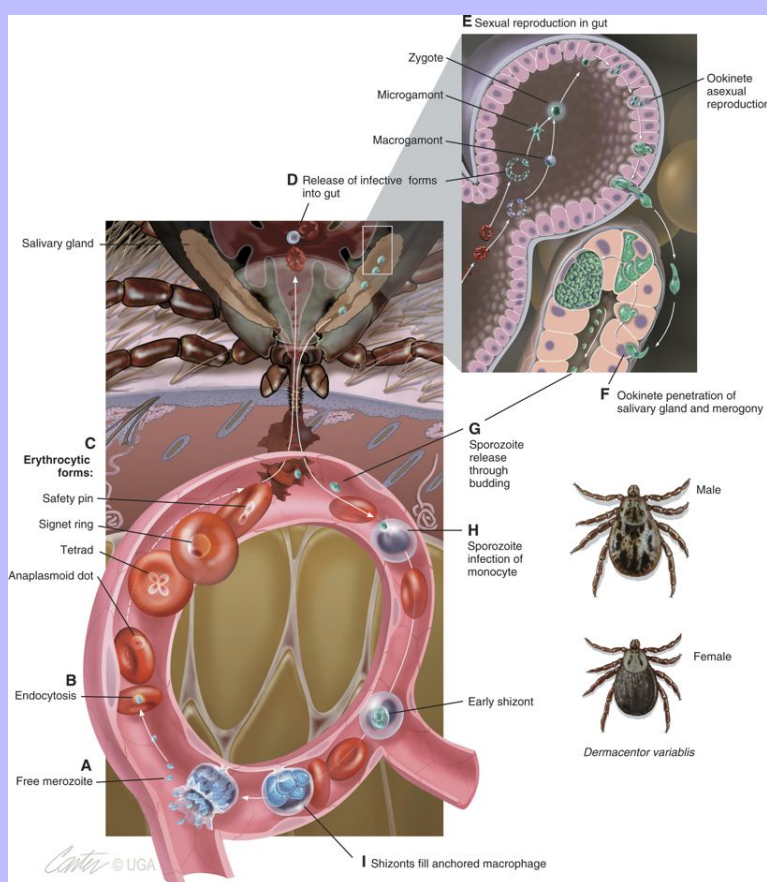 E Sexual reproduction in gut
Zygote
Microgamont
Macrogamont
Ookinete
asexual
reproduction
D Release of infective forms
into gut
Salivary gland
F Ookinete penetration of
salivary gland and merogony
C
Erythrocytic
forms:
Safety pin
Signet ring
Tetrad
Anaplasmoid dot
G
Sporozoite
release
through
budding
H
Sporozoite
infection of
monocyte
Male
Female
Dermacentor variablis
B
Endocytosis
Early shizont
A
Free merozoite
I Shizonts fill anchored macrophage
Carter © UGA